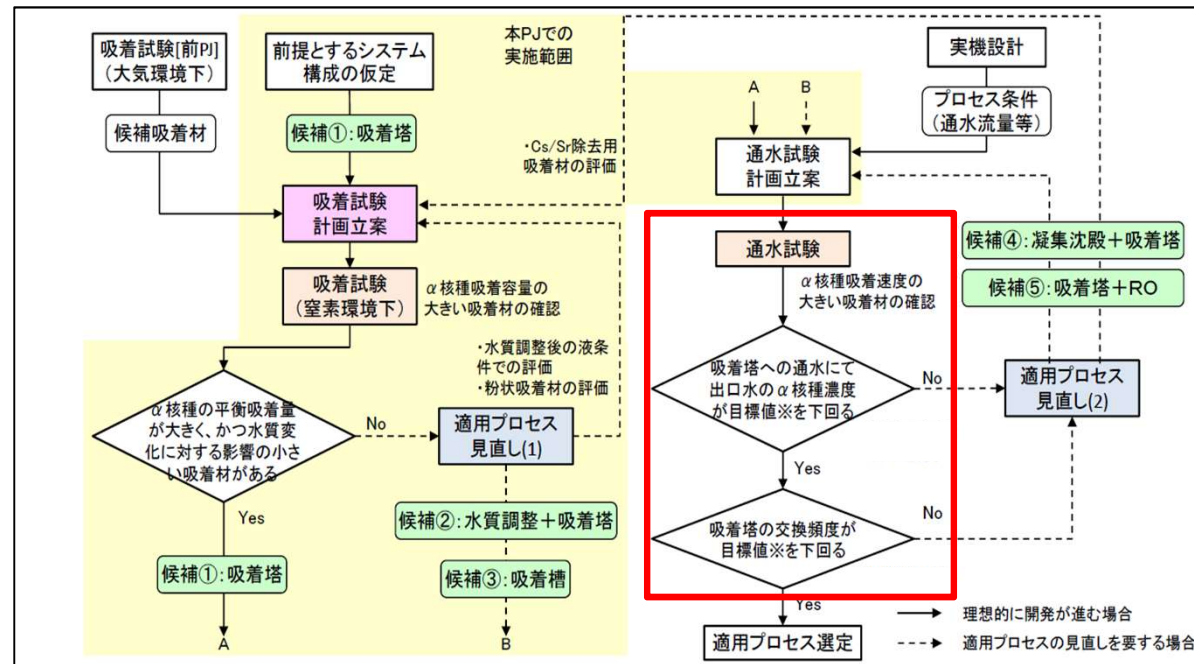 吸着試験[前PJ]
(大気環境下)
候補吸着材
前提とするシステム
構成の仮定
候補①:吸着塔
本PJでの
実施範囲
・Cs/Sr除去用
吸着材の評価
吸着試験
計画立案
吸着試験
(窒素環境下)
α核種吸着容量の
大きい吸着材の確認
・水質調整後の液条
件での評価
・粉状吸着材の評価
α核種の平衡吸着量
が大きく、かつ水質変
化に対する影響の小さ
い吸着材がある
No
適用プロセス
見直し(1)
Yes
候補②:水質調整+吸着塔
候補①:吸着塔
候補③:吸着槽
A
B
A
B
実機設計
プロセス条件
(通水流量等)
通水試験
計画立案
通水試験
α核種吸着速度の
大きい吸着材の確認
候補④:凝集沈殿+吸着塔
候補⑤:吸着塔+RO
吸着塔への通水にて
出口水のα核種濃度
が目標値※を下回る
No
適用プロセス
見直し(2)
Yes
吸着塔の交換頻度が
目標値※を下回る
No
Yes
適用プロセス選定
理想的に開発が進む場合
適用プロセスの見直しを要する場合